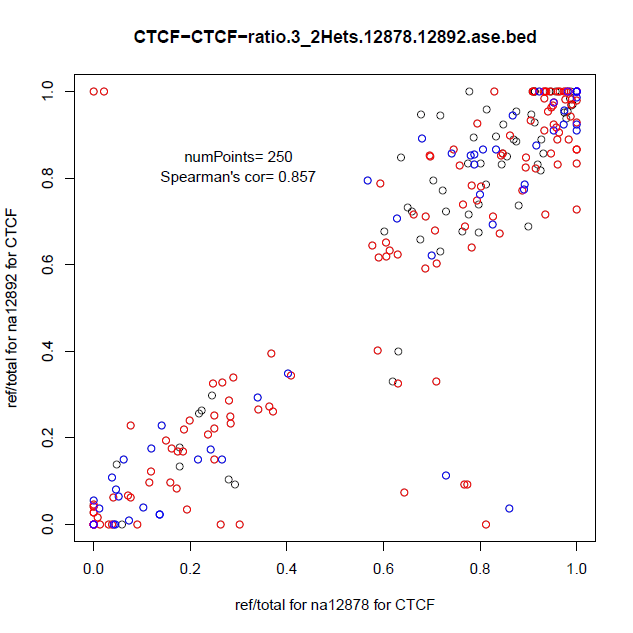 CTCF−CTCF−ratio.3_2Hets.12878.12892.ase.bed
numPoints= 250
Spearman's cor= 0.857
ref/total for na12892 for CTCF
1.0
0.8
0.6
0.4
0.2
0.0
0.0 0.2 0.4 0.6 0.8 1.0
ref/total for na12878 for CTCF